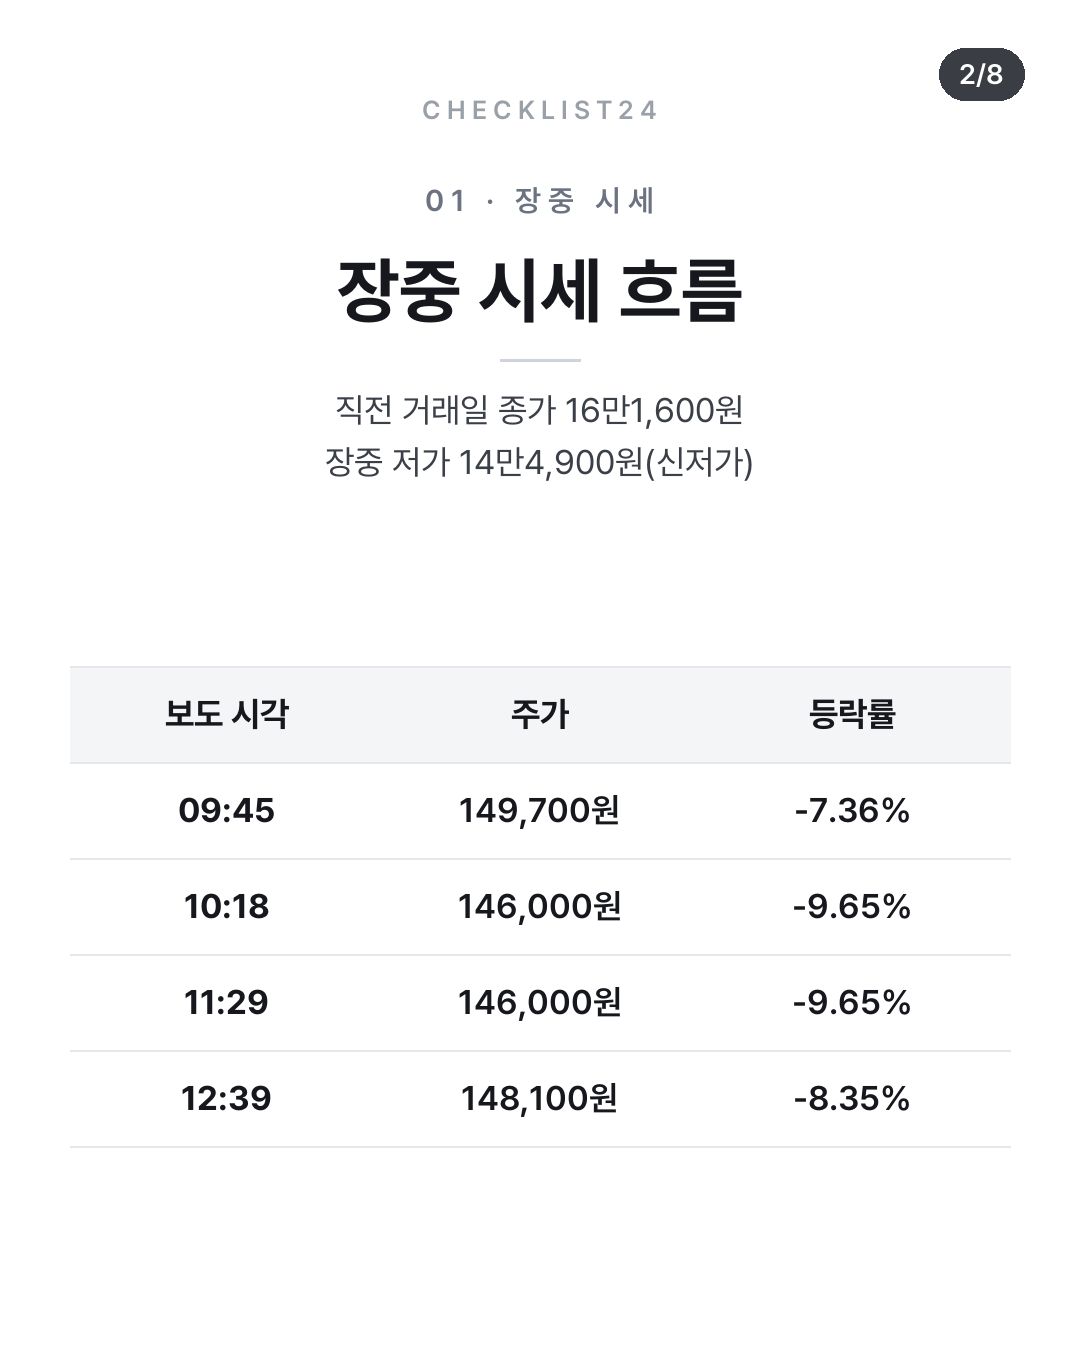 2/8
CHECKLIST24
01 · 장중 시세
장중 시세 흐름
직전 거래일 종가 16만1,600원
장중 저가 14만4,900원(신저가)
보도 시각 주가 등락률
09:45 149,700원 -7.36%
10:18 146,000원 -9.65%
11:29 146,000원 -9.65%
12:39 148,100원 -8.35%